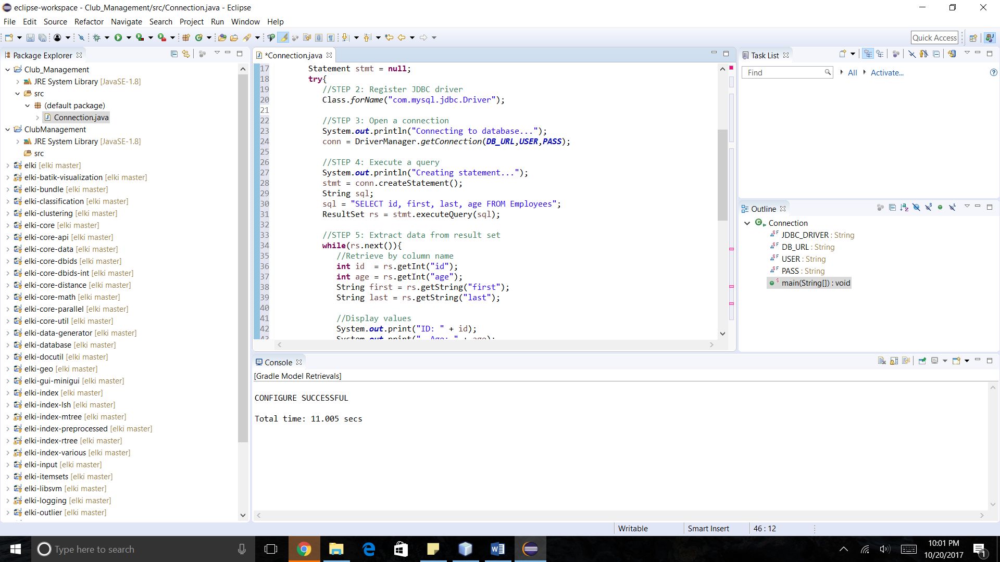 eclipse-workspace - Club_Management/src/Connection.java - Eclipse
File Edit Source Refactor Navigate Search Project Run Window Help
Quick Access
Package Explorer
Club_Management
JRE System Library [JavaSE-1.8]
src
(default package)
Connection.java
ClubManagement
JRE System Library [JavaSE-1.8]
src
elki [elki master]
elki-batik-visualization [elki master]
elki-bundle [elki master]
elki-classification [elki master]
elki-clustering [elki master]
elki-core [elki master]
elki-core-api [elki master]
elki-core-data [elki master]
elki-core-dbids [elki master]
elki-core-dbids-int [elki master]
elki-core-distance [elki master]
elki-core-math [elki master]
elki-core-parallel [elki master]
elki-core-util [elki master]
elki-data-generator [elki master]
elki-database [elki master]
elki-docutil [elki master]
elki-geo [elki master]
elki-gui-minigui [elki master]
elki-index [elki master]
elki-index-lsh [elki master]
elki-index-mtree [elki master]
elki-index-preprocessed [elki master]
elki-index-rtree [elki master]
elki-index-various [elki master]
elki-input [elki master]
elki-itemsets [elki master]
elki-libsvm [elki master]
elki-logging [elki master]
elki-outlier [elki master]
*Connection.java
17 Statement stmt = null;
18 try{
19 //STEP 2: Register JDBC driver
20 Class.forName("com.mysql.jdbc.Driver");
21
22 //STEP 3: Open a connection
23 System.out.println("Connecting to database...");
24 conn = DriverManager.getConnection(DB_URL,USER,PASS);
25
26 //STEP 4: Execute a query
27 System.out.println("Creating statement...");
28 stmt = conn.createStatement();
29 String sql;
30 sql = "SELECT id, first, last, age FROM Employees";
31 ResultSet rs = stmt.executeQuery(sql);
32
33 //STEP 5: Extract data from result set
34 while(rs.next()){
35 //Retrieve by column name
36 int id  = rs.getInt("id");
37 int age = rs.getInt("age");
38 String first = rs.getString("first");
39 String last = rs.getString("last");
40
41 //Display values
42 System.out.print("ID: " + id);
43 System.out.print(", Age: " + age);
Console
[Gradle Model Retrievals]
CONFIGURE SUCCESSFUL
Total time: 11.005 secs
Task List
Find All Activate...
Outline
Connection
JDBC_DRIVER : String
DB_URL : String
USER : String
PASS : String
main(String[]) : void
Writable Smart Insert 46 : 12
Type here to search
10:01 PM
10/20/2017
1